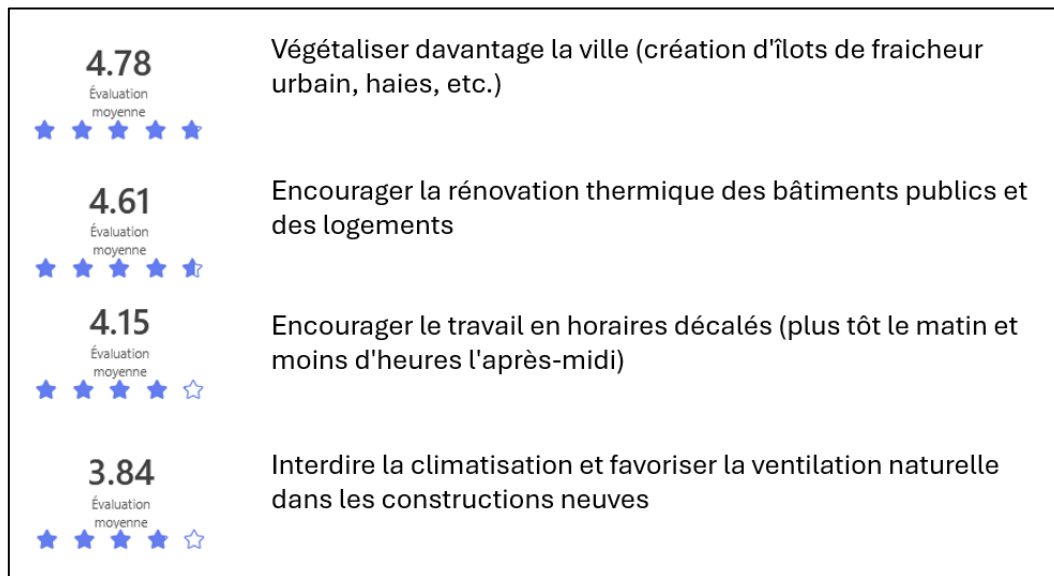 4.78
Évaluation
moyenne
Végétaliser davantage la ville (création d'îlots de fraicheur
urbain, haies, etc.)
4.61
Évaluation
moyenne
Encourager la rénovation thermique des bâtiments publics et
des logements
4.15
Évaluation
moyenne
Encourager le travail en horaires décalés (plus tôt le matin et
moins d'heures l'après-midi)
3.84
Évaluation
moyenne
Interdire la climatisation et favoriser la ventilation naturelle
dans les constructions neuves